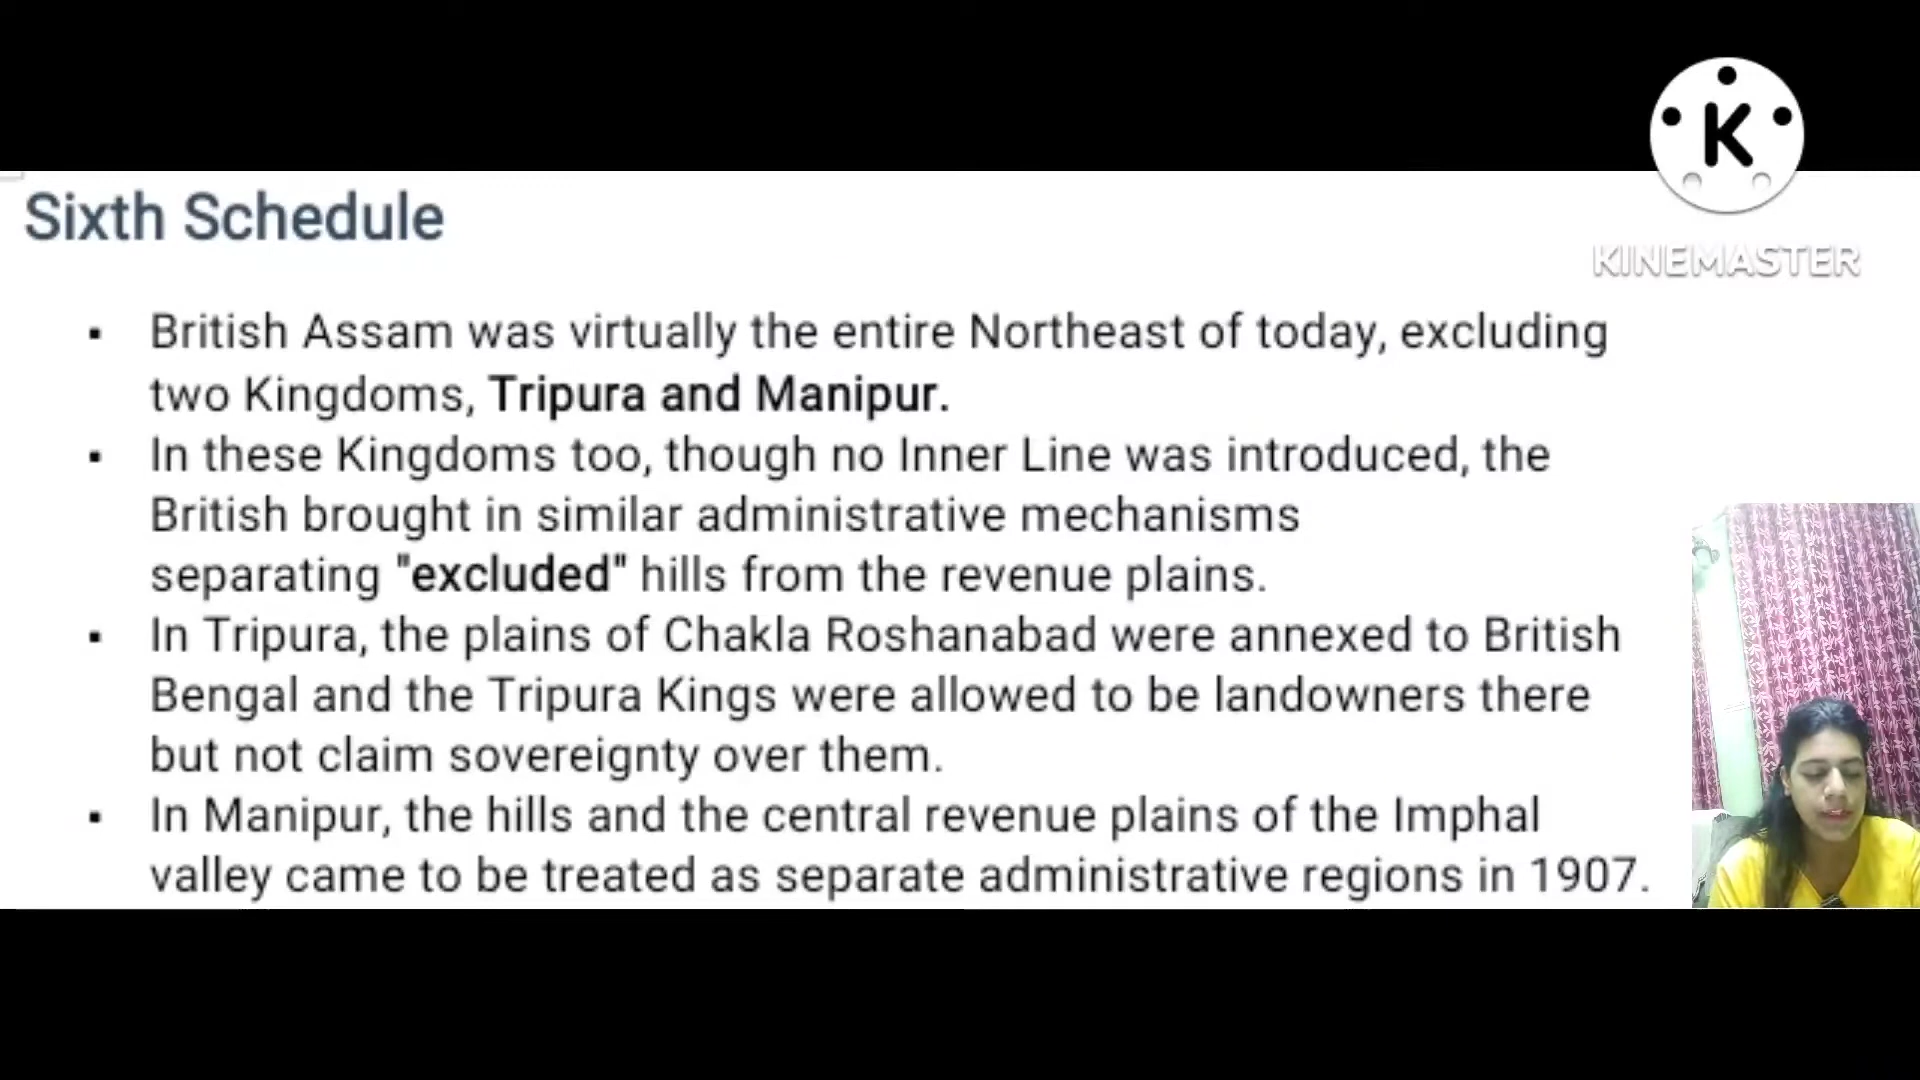 K
KINEMASTER
Sixth Schedule
▪ British Assam was virtually the entire Northeast of today, excluding
two Kingdoms, Tripura and Manipur.
▪ In these Kingdoms too, though no Inner Line was introduced, the
British brought in similar administrative mechanisms
separating "excluded" hills from the revenue plains.
▪ In Tripura, the plains of Chakla Roshanabad were annexed to British
Bengal and the Tripura Kings were allowed to be landowners there
but not claim sovereignty over them.
▪ In Manipur, the hills and the central revenue plains of the Imphal
valley came to be treated as separate administrative regions in 1907.